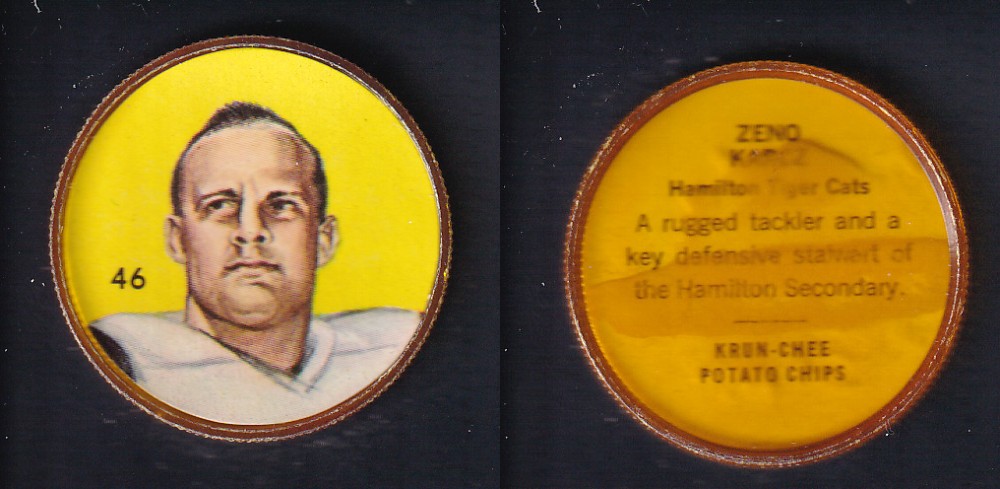 46
ZENO
KARCZ
Hamilton Tiger Cats
A rugged tackler and a
key defensive stalwart of
the Hamilton Secondary.
KRUN-CHEE
POTATO CHIPS